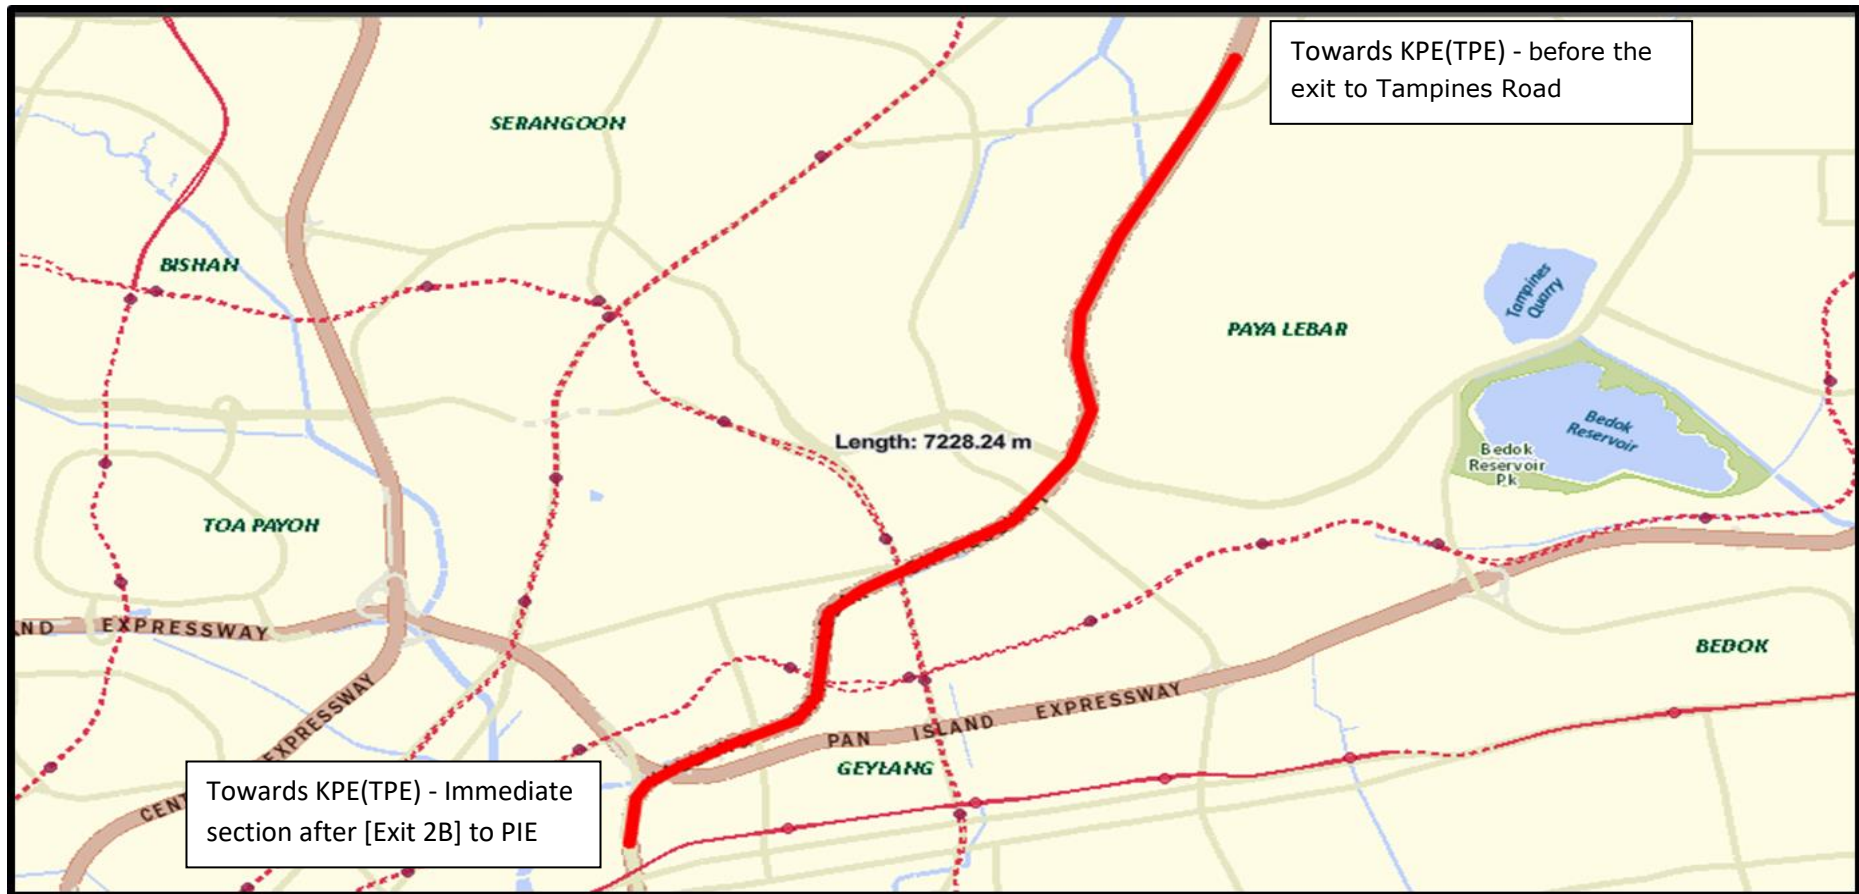 Towards KPE(TPE) - before the
exit to Tampines Road
SERANGOON
BISHAN
Tampines
Quarry
PAYA LEBAR
Length: 7228.24 m
Bedok
Reservoir
Bedok
Reservoir
Pk
TOA PAYOH
ND EXPRESSWAY
BEDOK
EXPRESSWAY
PAN ISLAND EXPRESSWAY
GEYLANG
CEN
Towards KPE(TPE) - Immediate
section after [Exit 2B] to PIE